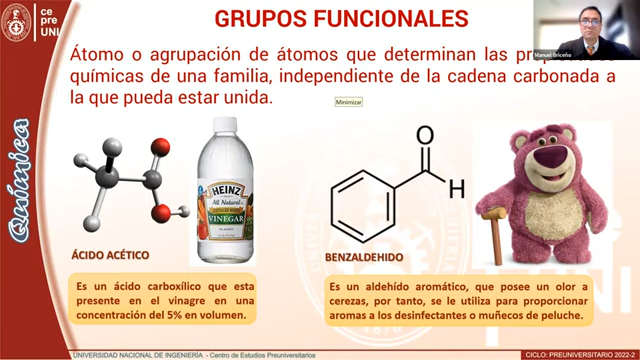 ce
pre
UNI
GRUPOS FUNCIONALES
Manuel Briceño
Átomo o agrupación de átomos que determinan las
químicas de una familia, independiente de la cadena carbonada a
la que pueda estar unida.
Minimizar
Química
HEINZ
All Natural
VINEGAR
O
H
ÁCIDO ACÉTICO
BENZALDEHIDO
Es un ácido carboxílico que esta
presente en el vinagre en una
concentración del 5% en volumen.
Es un aldehído aromático, que posee un olor a
cerezas, por tanto, se le utiliza para proporcionar
aromas a los desinfectantes o muñecos de peluche.
UNIVERSIDAD NACIONAL DE INGENIERÍA - Centro de Estudios Preuniversitarios
CICLO: PREUNIVERSITARIO 2022-2